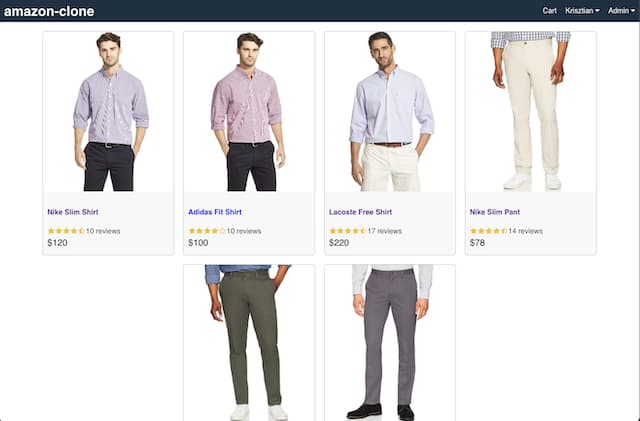 amazon-clone
Cart Krisztian Admin
Nike Slim Shirt
10 reviews
$120
Adidas Fit Shirt
10 reviews
$100
Lacoste Free Shirt
17 reviews
$220
Nike Slim Pant
14 reviews
$78